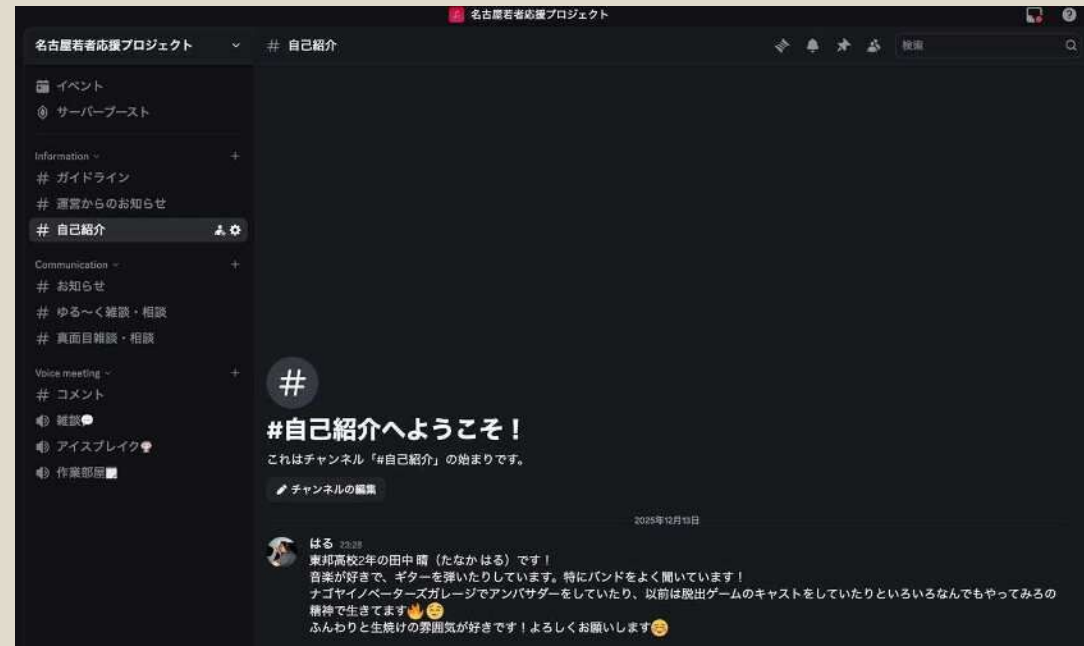 名古屋若者応援プロジェクト
名古屋若者応援プロジェクト
# 自己紹介
検索
イベント
サーバーブースト
Information
# ガイドライン
# 運営からのお知らせ
# 自己紹介
Communication
# お知らせ
# ゆる〜く雑談・相談
# 真面目雑談・相談
Voice meeting
# コメント
雑談💬
アイスブレイク
作業部屋
#
#自己紹介へようこそ！
これはチャンネル「#自己紹介」の始まりです。
チャンネルの編集
2025年12月13日
はる 23:28
東邦高校2年の田中 晴（たなか はる）です！
音楽が好きで、ギターを弾いたりしています。特にバンドをよく聞いています！
ナゴヤイノベーターズガレージでアンバサダーをしていたり、以前は脱出ゲームのキャストをしていたりといろいろなんでもやってみろの
精神で生きてます🔥☺️
ふんわりと生焼けの雰囲気が好きです！よろしくお願いします☺️